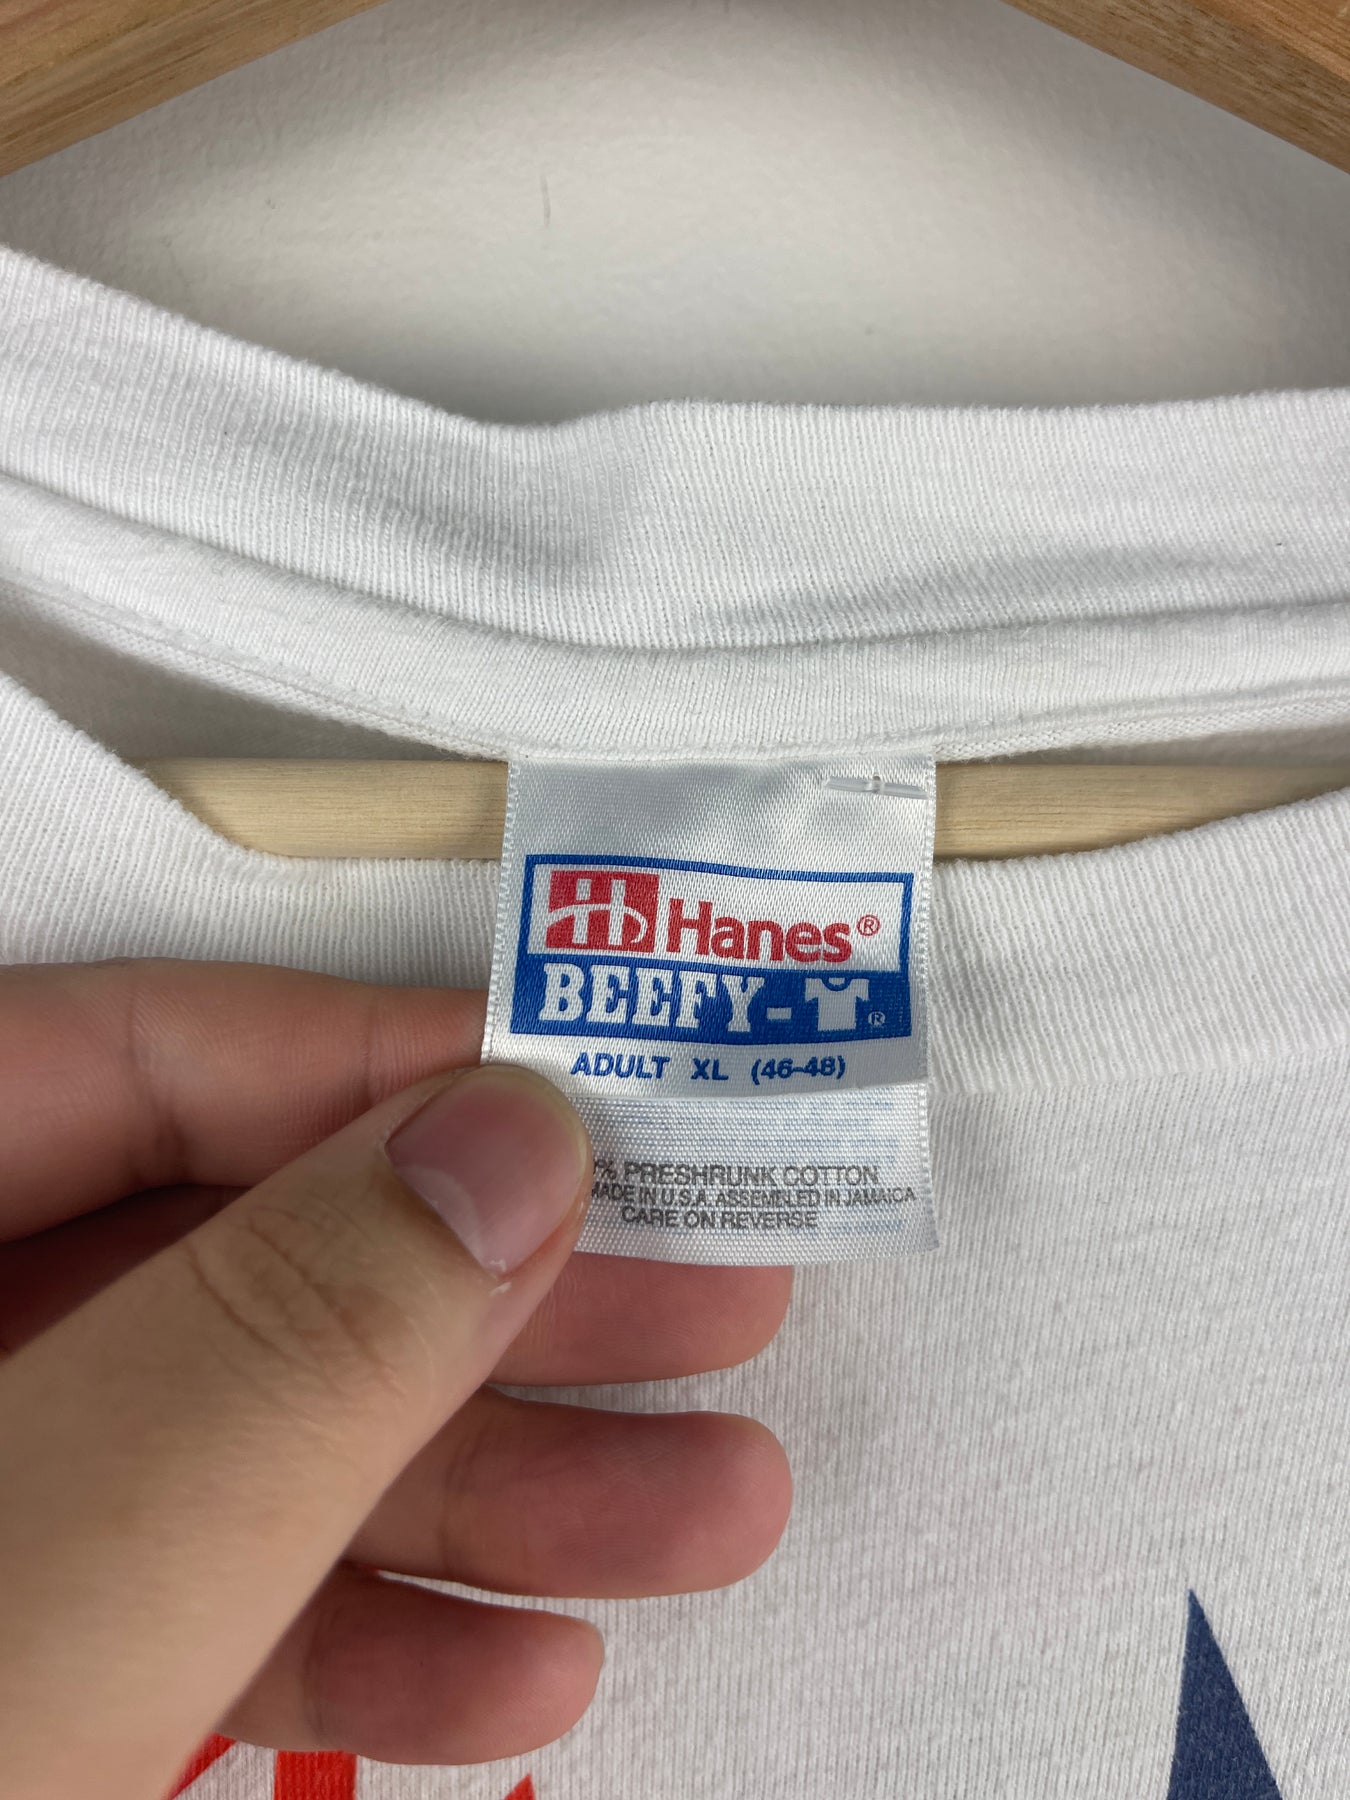 Hanes®
BEEFY- ®
ADULT XL (46-48)
% PRESHRUNK COTTON
MADE IN U.S.A. ASSEMBLED IN JAMAICA
CARE ON REVERSE